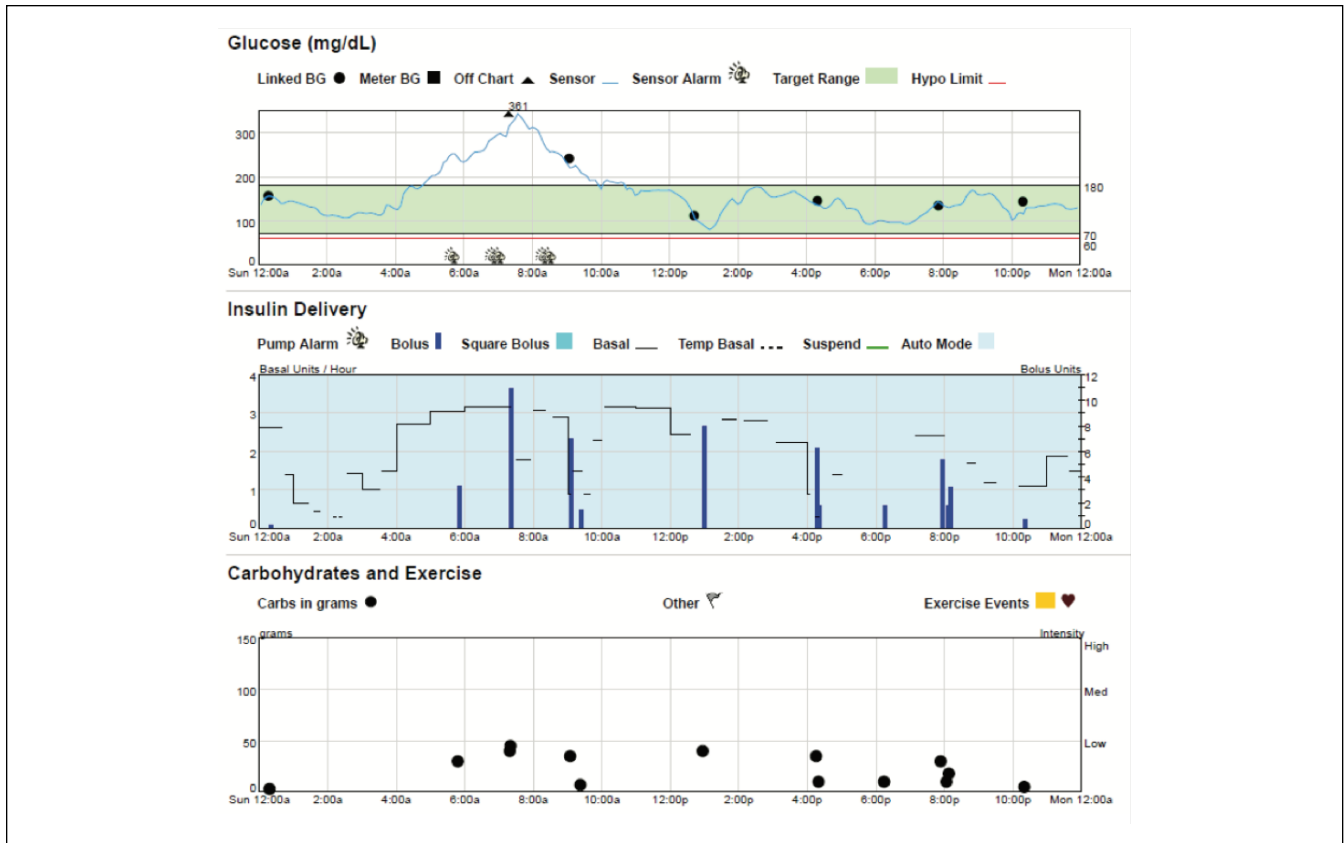 Glucose (mg/dL)
Linked BG Meter BG Off Chart Sensor Sensor Alarm Target Range Hypo Limit
361
300
200
180
100
70
60
0
Sun 12:00a 2:00a 4:00a 6:00a 8:00a 10:00a 12:00p 2:00p 4:00p 6:00p 8:00p 10:00p Mon 12:00a
Insulin Delivery
Pump Alarm Bolus Square Bolus Basal Temp Basal Suspend Auto Mode
Basal Units / Hour Bolus Units
4 12
10
3
8
2 6
4
1
2
0 0
Sun 12:00a 2:00a 4:00a 6:00a 8:00a 10:00a 12:00p 2:00p 4:00p 6:00p 8:00p 10:00p Mon 12:00a
Carbohydrates and Exercise
Carbs in grams Other Exercise Events
grams Intensity
150 High
100 Med
50 Low
0
Sun 12:00a 2:00a 4:00a 6:00a 8:00a 10:00a 12:00p 2:00p 4:00p 6:00p 8:00p 10:00p Mon 12:00a